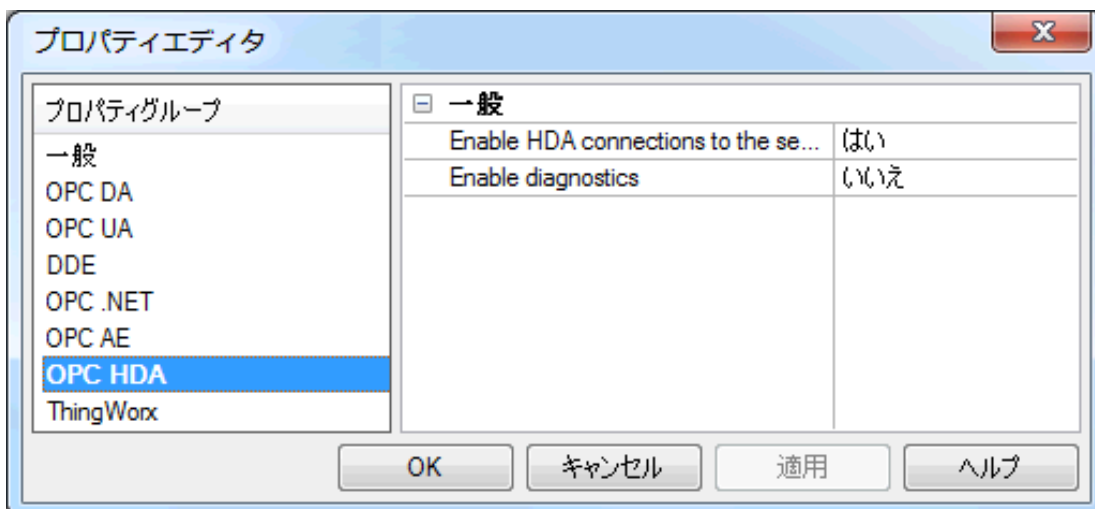 プロパティエディタ
プロパティグループ
一般
OPC DA
OPC UA
DDE
OPC .NET
OPC AE
OPC HDA
ThingWorx
一般
Enable HDA connections to the se... はい
Enable diagnostics いいえ
OK キャンセル 適用 ヘルプ